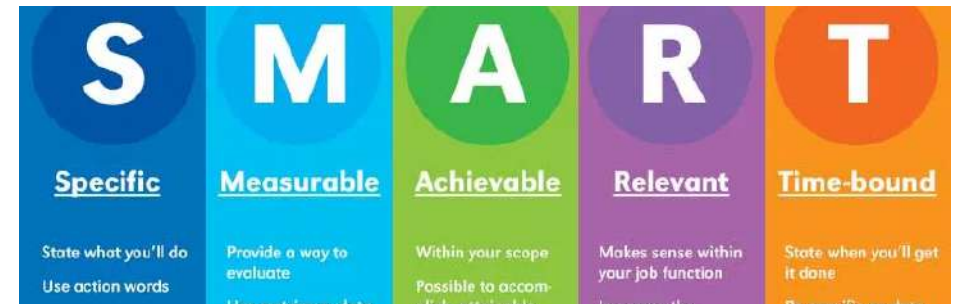 S M A R T
Specific
Measurable
Achievable
Relevant
Time-bound
State what you'll do
Use action words
Provide a way to
evaluate
Within your scope
Possible to accom-
Makes sense within
your job function
State when you'll get
it done